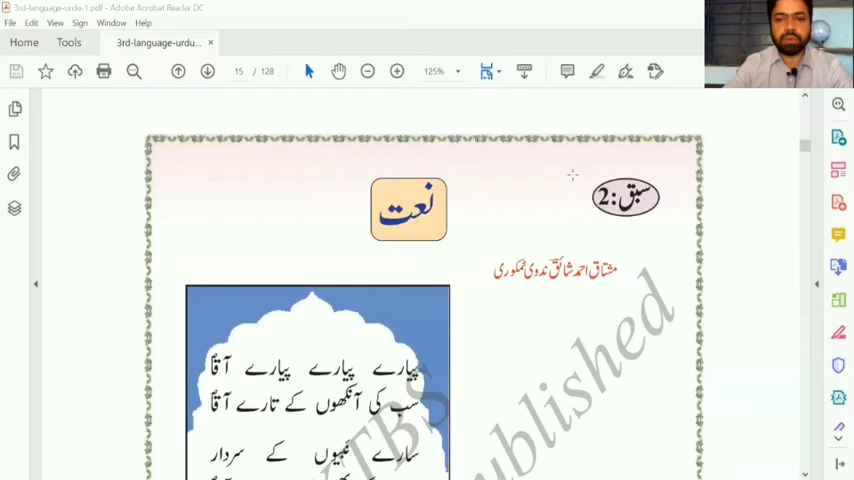 3rd-language-urdu-1.pdf - Adobe Acrobat Reader DC
File Edit View Sign Window Help
Home Tools 3rd-language-urdu... ×
15 / 128 125%
سبق :2
نعت
مشتاق احمد شائق ندوی ٹمکوری
پیارے پیارے پیارے آقاؐ
سب کی آنکھوں کے تارے آقاؐ
سارے نبیوں کے سردار
KTBS
ublished